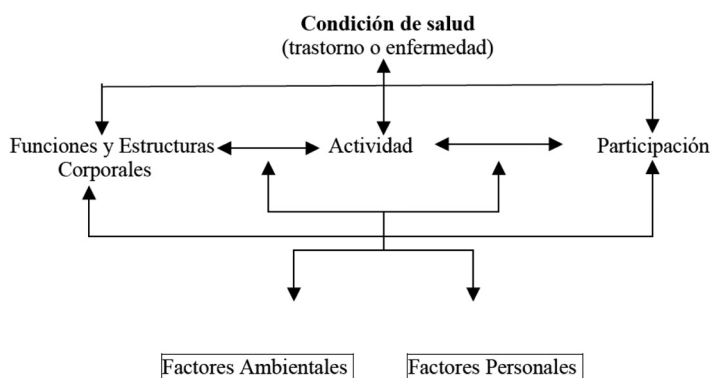 Condición de salud
(trastorno o enfermedad)
Funciones y Estructuras
Corporales
Actividad
Participación
Factores Ambientales
Factores Personales